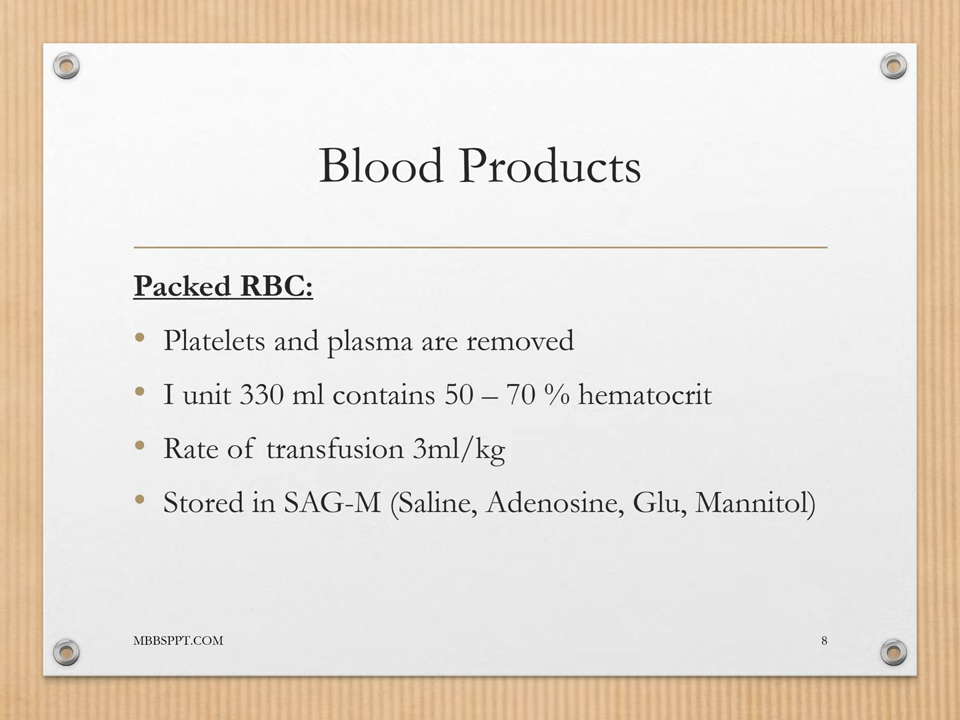 Blood Products
Packed RBC:
• Platelets and plasma are removed
• I unit 330 ml contains 50 – 70 % hematocrit
• Rate of transfusion 3ml/kg
• Stored in SAG-M (Saline, Adenosine, Glu, Mannitol)
MBBSPPT.COM 8